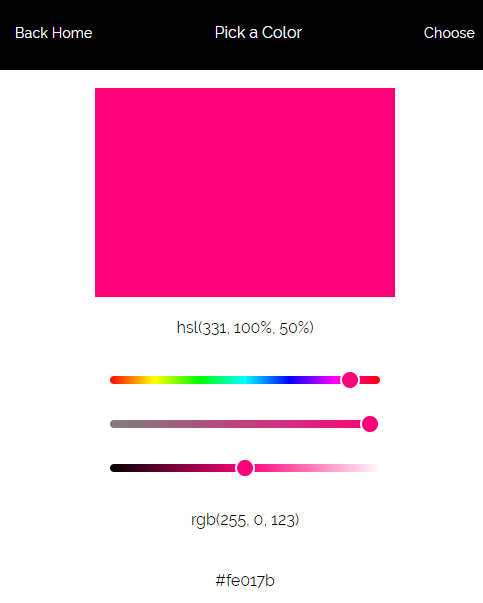 Back Home
Pick a Color
Choose
hsl(331, 100%, 50%)
rgb(255, 0, 123)
#fe017b